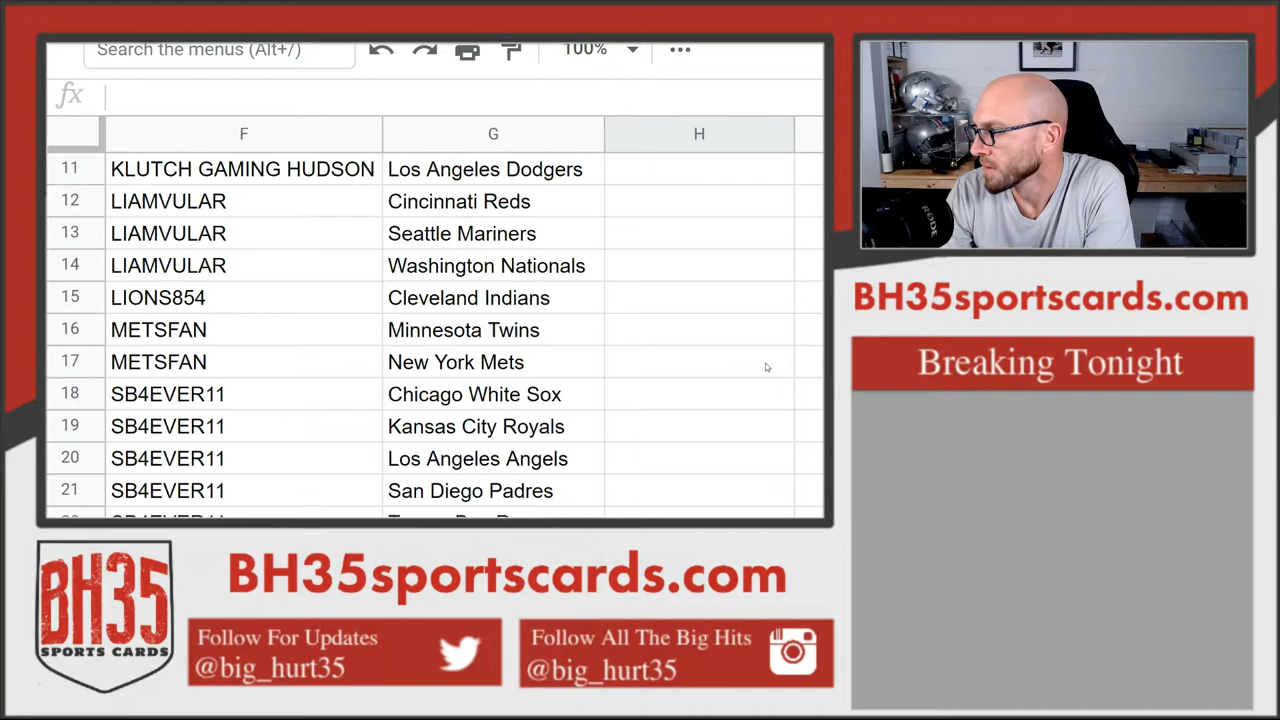 Search the menus (Alt+/)
100%
fx
F G H
11 KLUTCH GAMING HUDSON Los Angeles Dodgers
12 LIAMVULAR Cincinnati Reds
13 LIAMVULAR Seattle Mariners
14 LIAMVULAR Washington Nationals
15 LIONS854 Cleveland Indians
16 METSFAN Minnesota Twins
17 METSFAN New York Mets
18 SB4EVER11 Chicago White Sox
19 SB4EVER11 Kansas City Royals
20 SB4EVER11 Los Angeles Angels
21 SB4EVER11 San Diego Padres
RØDE
BH35sportscards.com
Breaking Tonight
BH35
SPORTS CARDS
BH35sportscards.com
Follow For Updates
@big_hurt35
Follow All The Big Hits
@big_hurt35